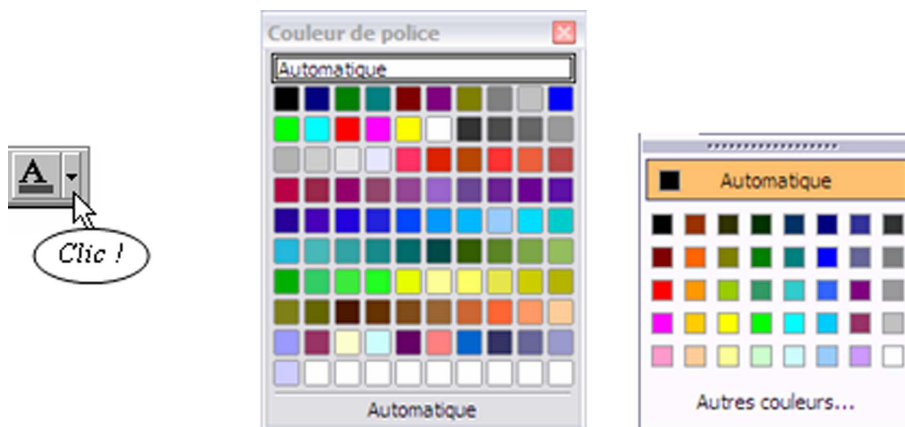 A
Clic !
Couleur de police
Automatique
Automatique
Automatique
Autres couleurs...